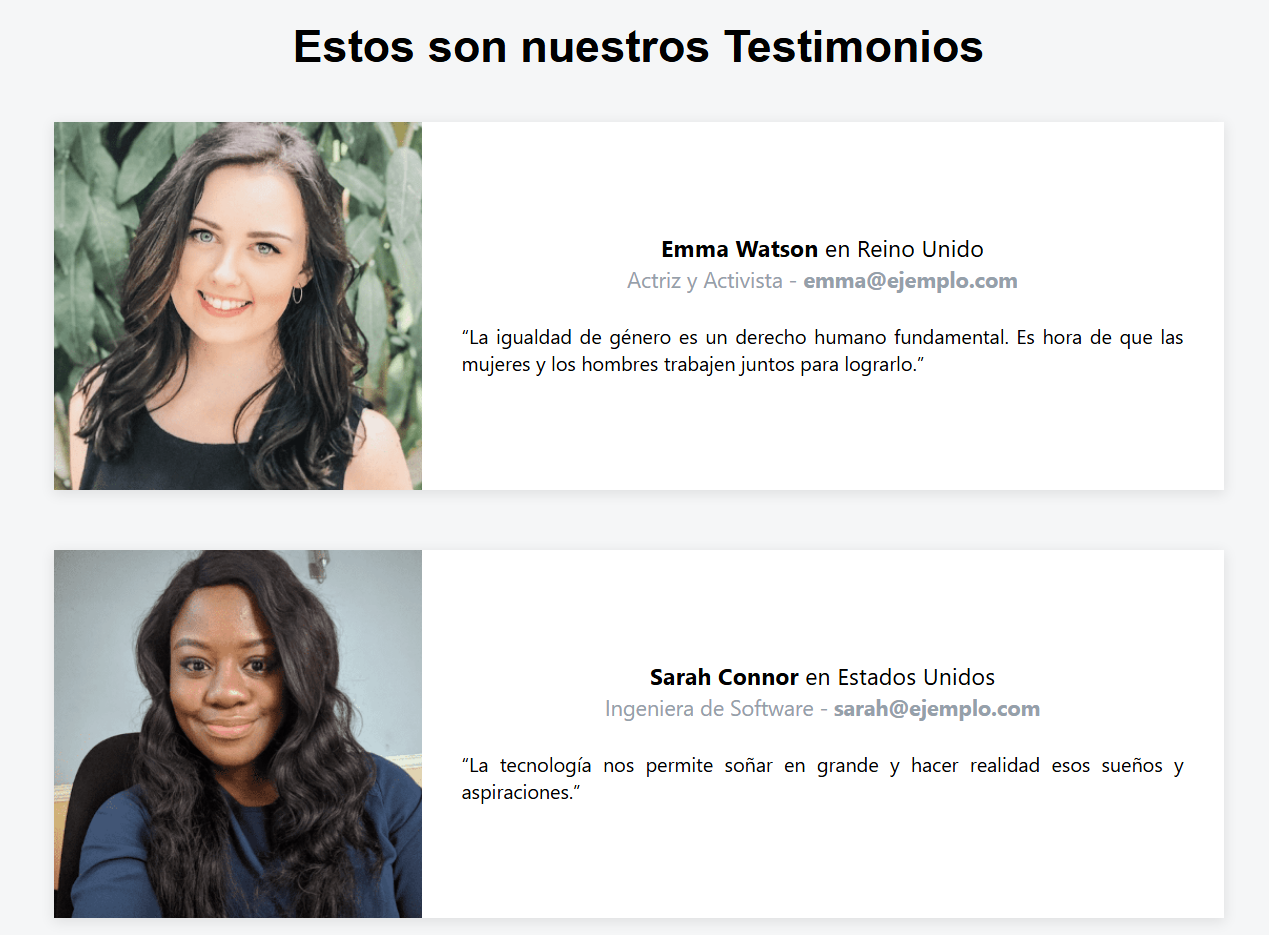 Estos son nuestros Testimonios
Emma Watson en Reino Unido
Actriz y Activista - emma@ejemplo.com
“La igualdad de género es un derecho humano fundamental. Es hora de que las
mujeres y los hombres trabajen juntos para lograrlo.”
Sarah Connor en Estados Unidos
Ingeniera de Software - sarah@ejemplo.com
“La tecnología nos permite soñar en grande y hacer realidad esos sueños y
aspiraciones.”